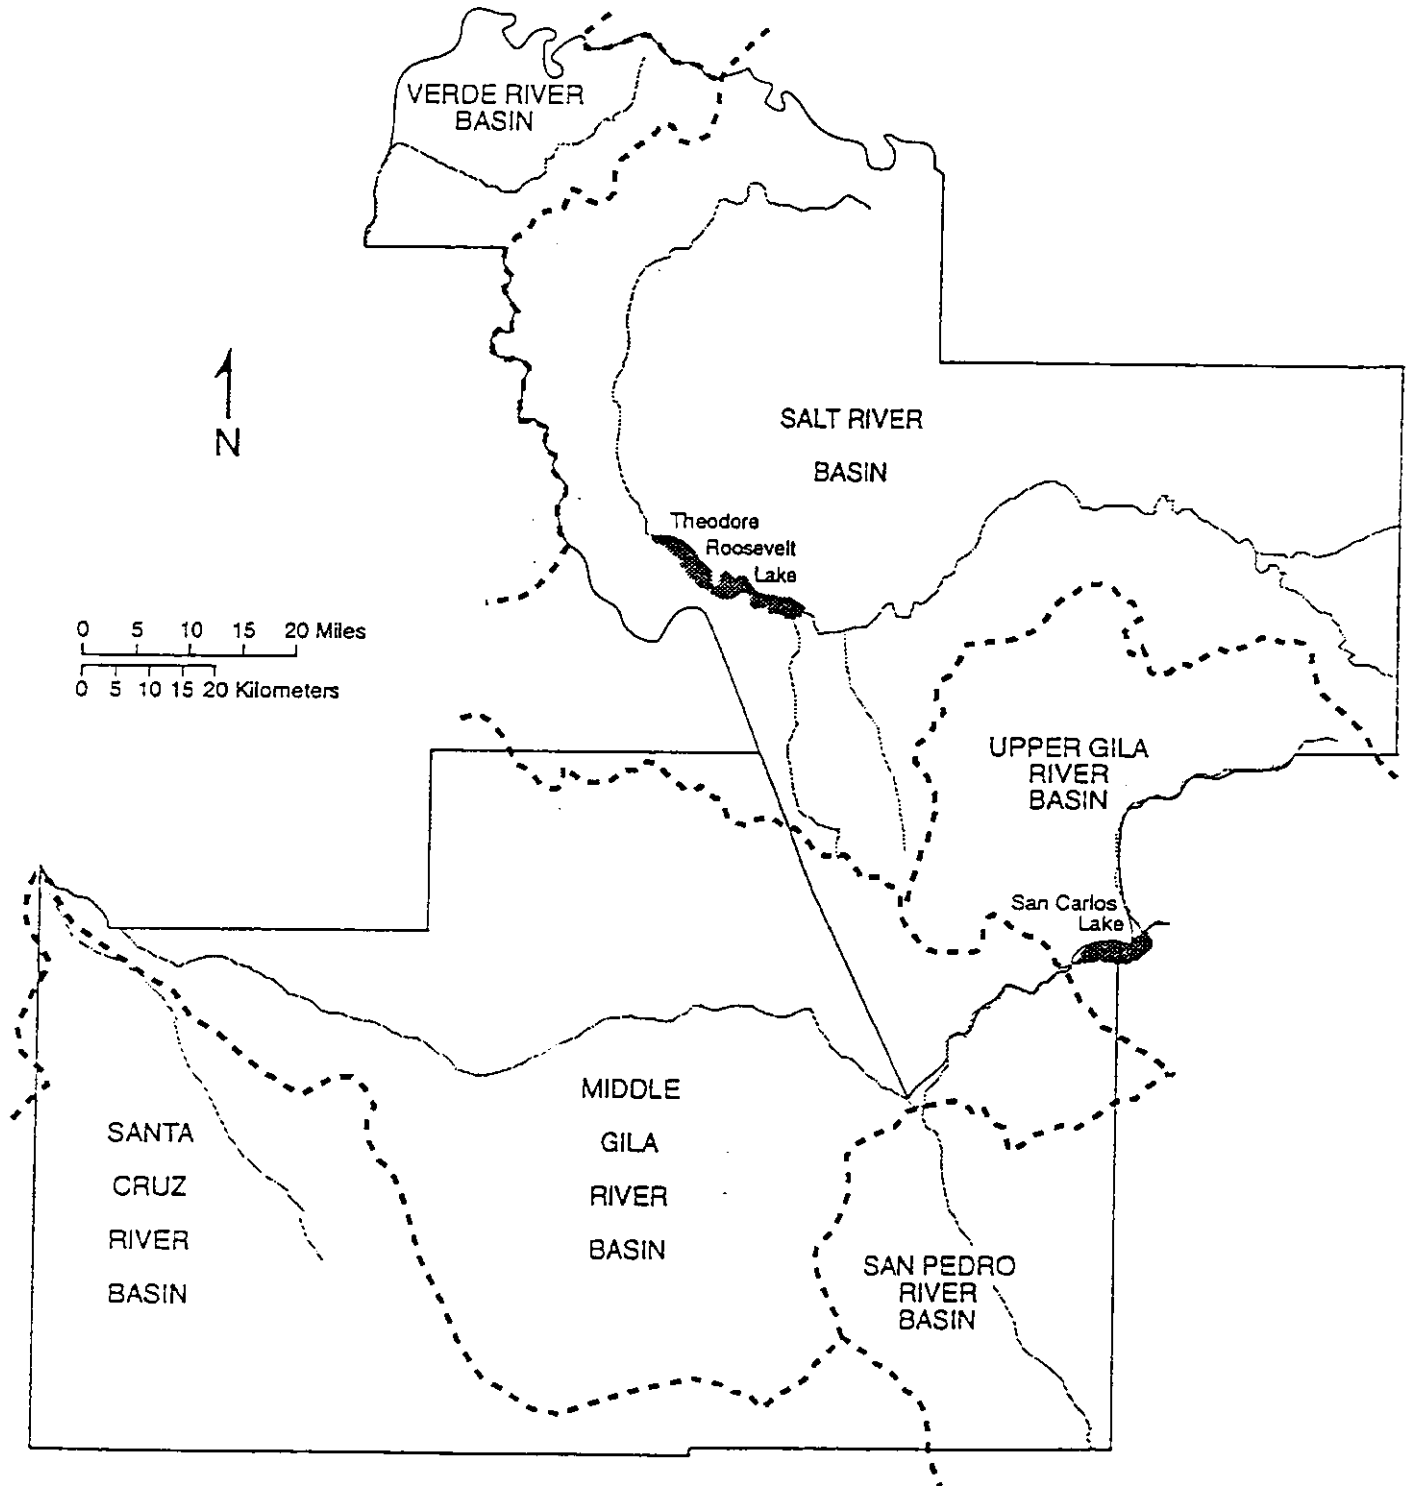 VERDE RIVER
BASIN
N
SALT RIVER
BASIN
Theodore
Roosevelt
Lake
0 5 10 15 20 Miles
0 5 10 15 20 Kilometers
UPPER GILA
RIVER
BASIN
San Carlos
Lake
MIDDLE
GILA
RIVER
BASIN
SANTA
CRUZ
RIVER
BASIN
SAN PEDRO
RIVER
BASIN